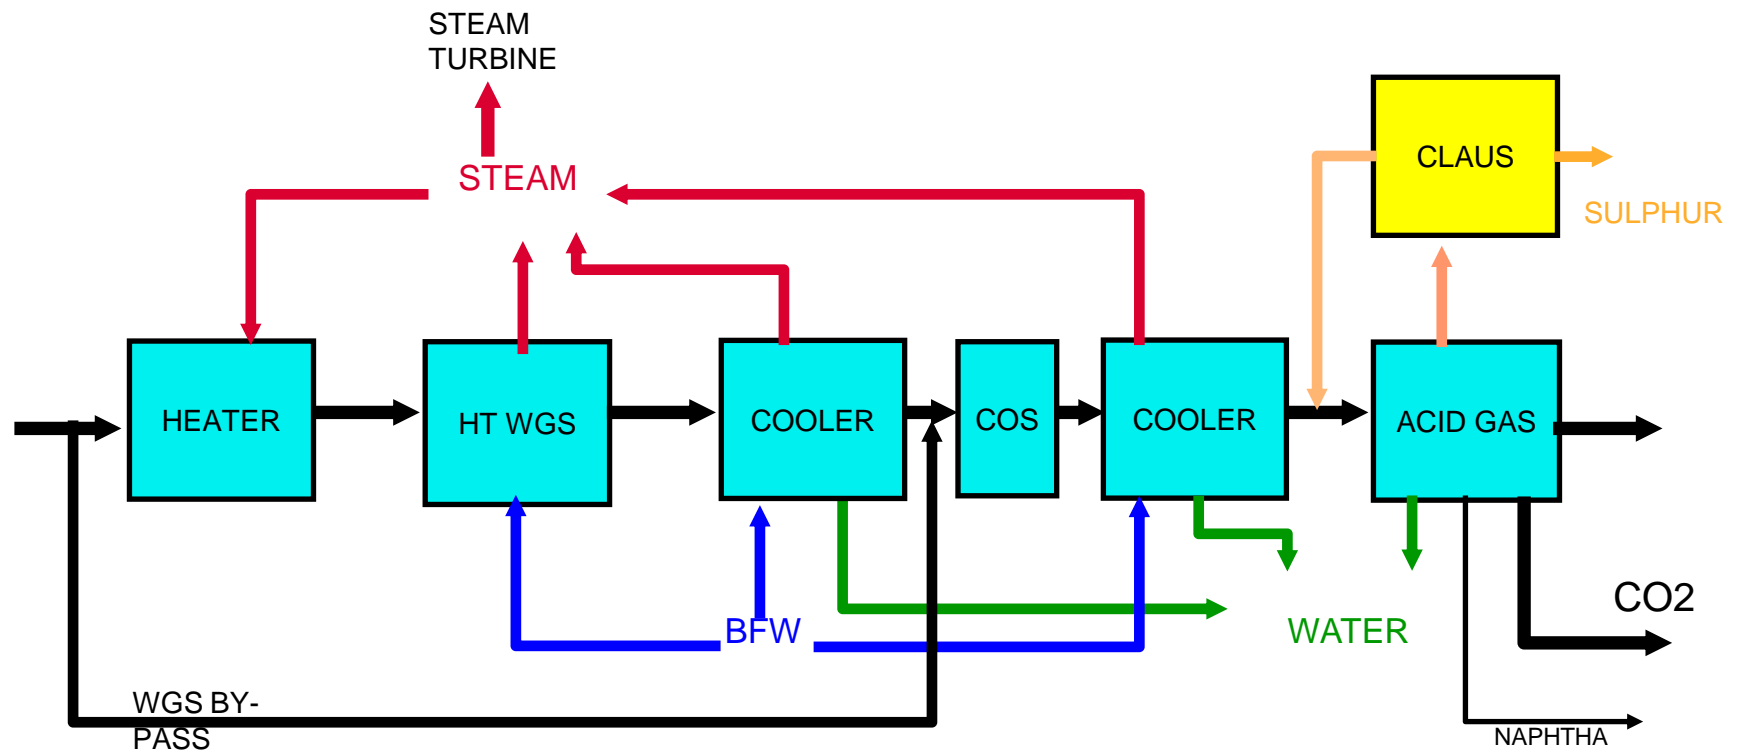 STEAM
TURBINE
CLAUS
STEAM
SULPHUR
HEATER
HT WGS
COOLER
COS
COOLER
ACID GAS
CO2
BFW
WATER
WGS BY-
PASS
NAPHTHA